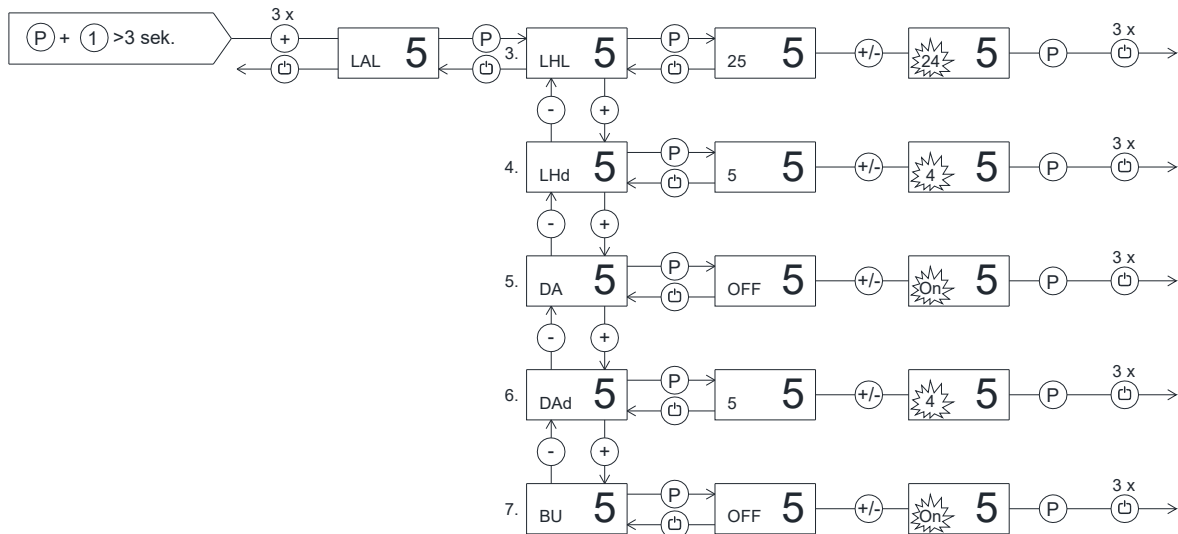 P + 1 >3 sek.
3 x
+
LAL 5
P
3. LHL 5
P
25 5
+/-
24 5
P
3 x
-
+
4. LHd 5
P
5 5
+/-
4 5
P
3 x
-
+
5. DA 5
P
OFF 5
+/-
On 5
P
3 x
-
+
6. DAd 5
P
5 5
+/-
4 5
P
3 x
-
+
7. BU 5
P
OFF 5
+/-
On 5
P
3 x